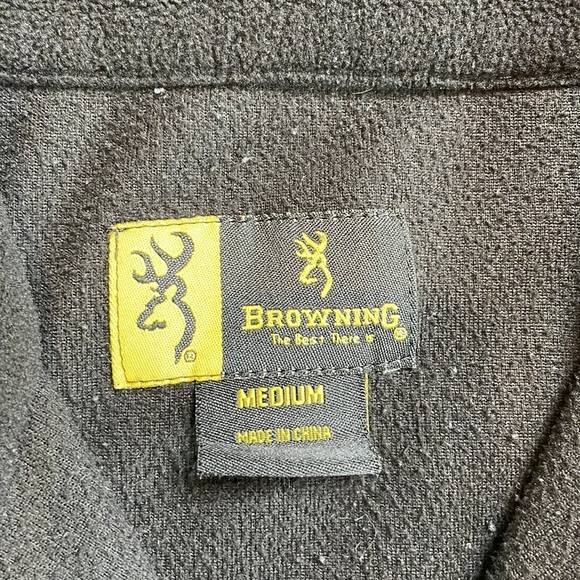 BROWNING®
The Best There is
®
MEDIUM
MADE IN CHINA